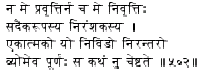 न मे प्रवृत्तिर्न च मे निवृत्तिः
सदैकरूपस्य निरंशकस्य ।
एकात्मको यो निविडो निरन्तरो
व्योमेव पूर्णः स कथं नु चेष्टते ॥ ५०२॥